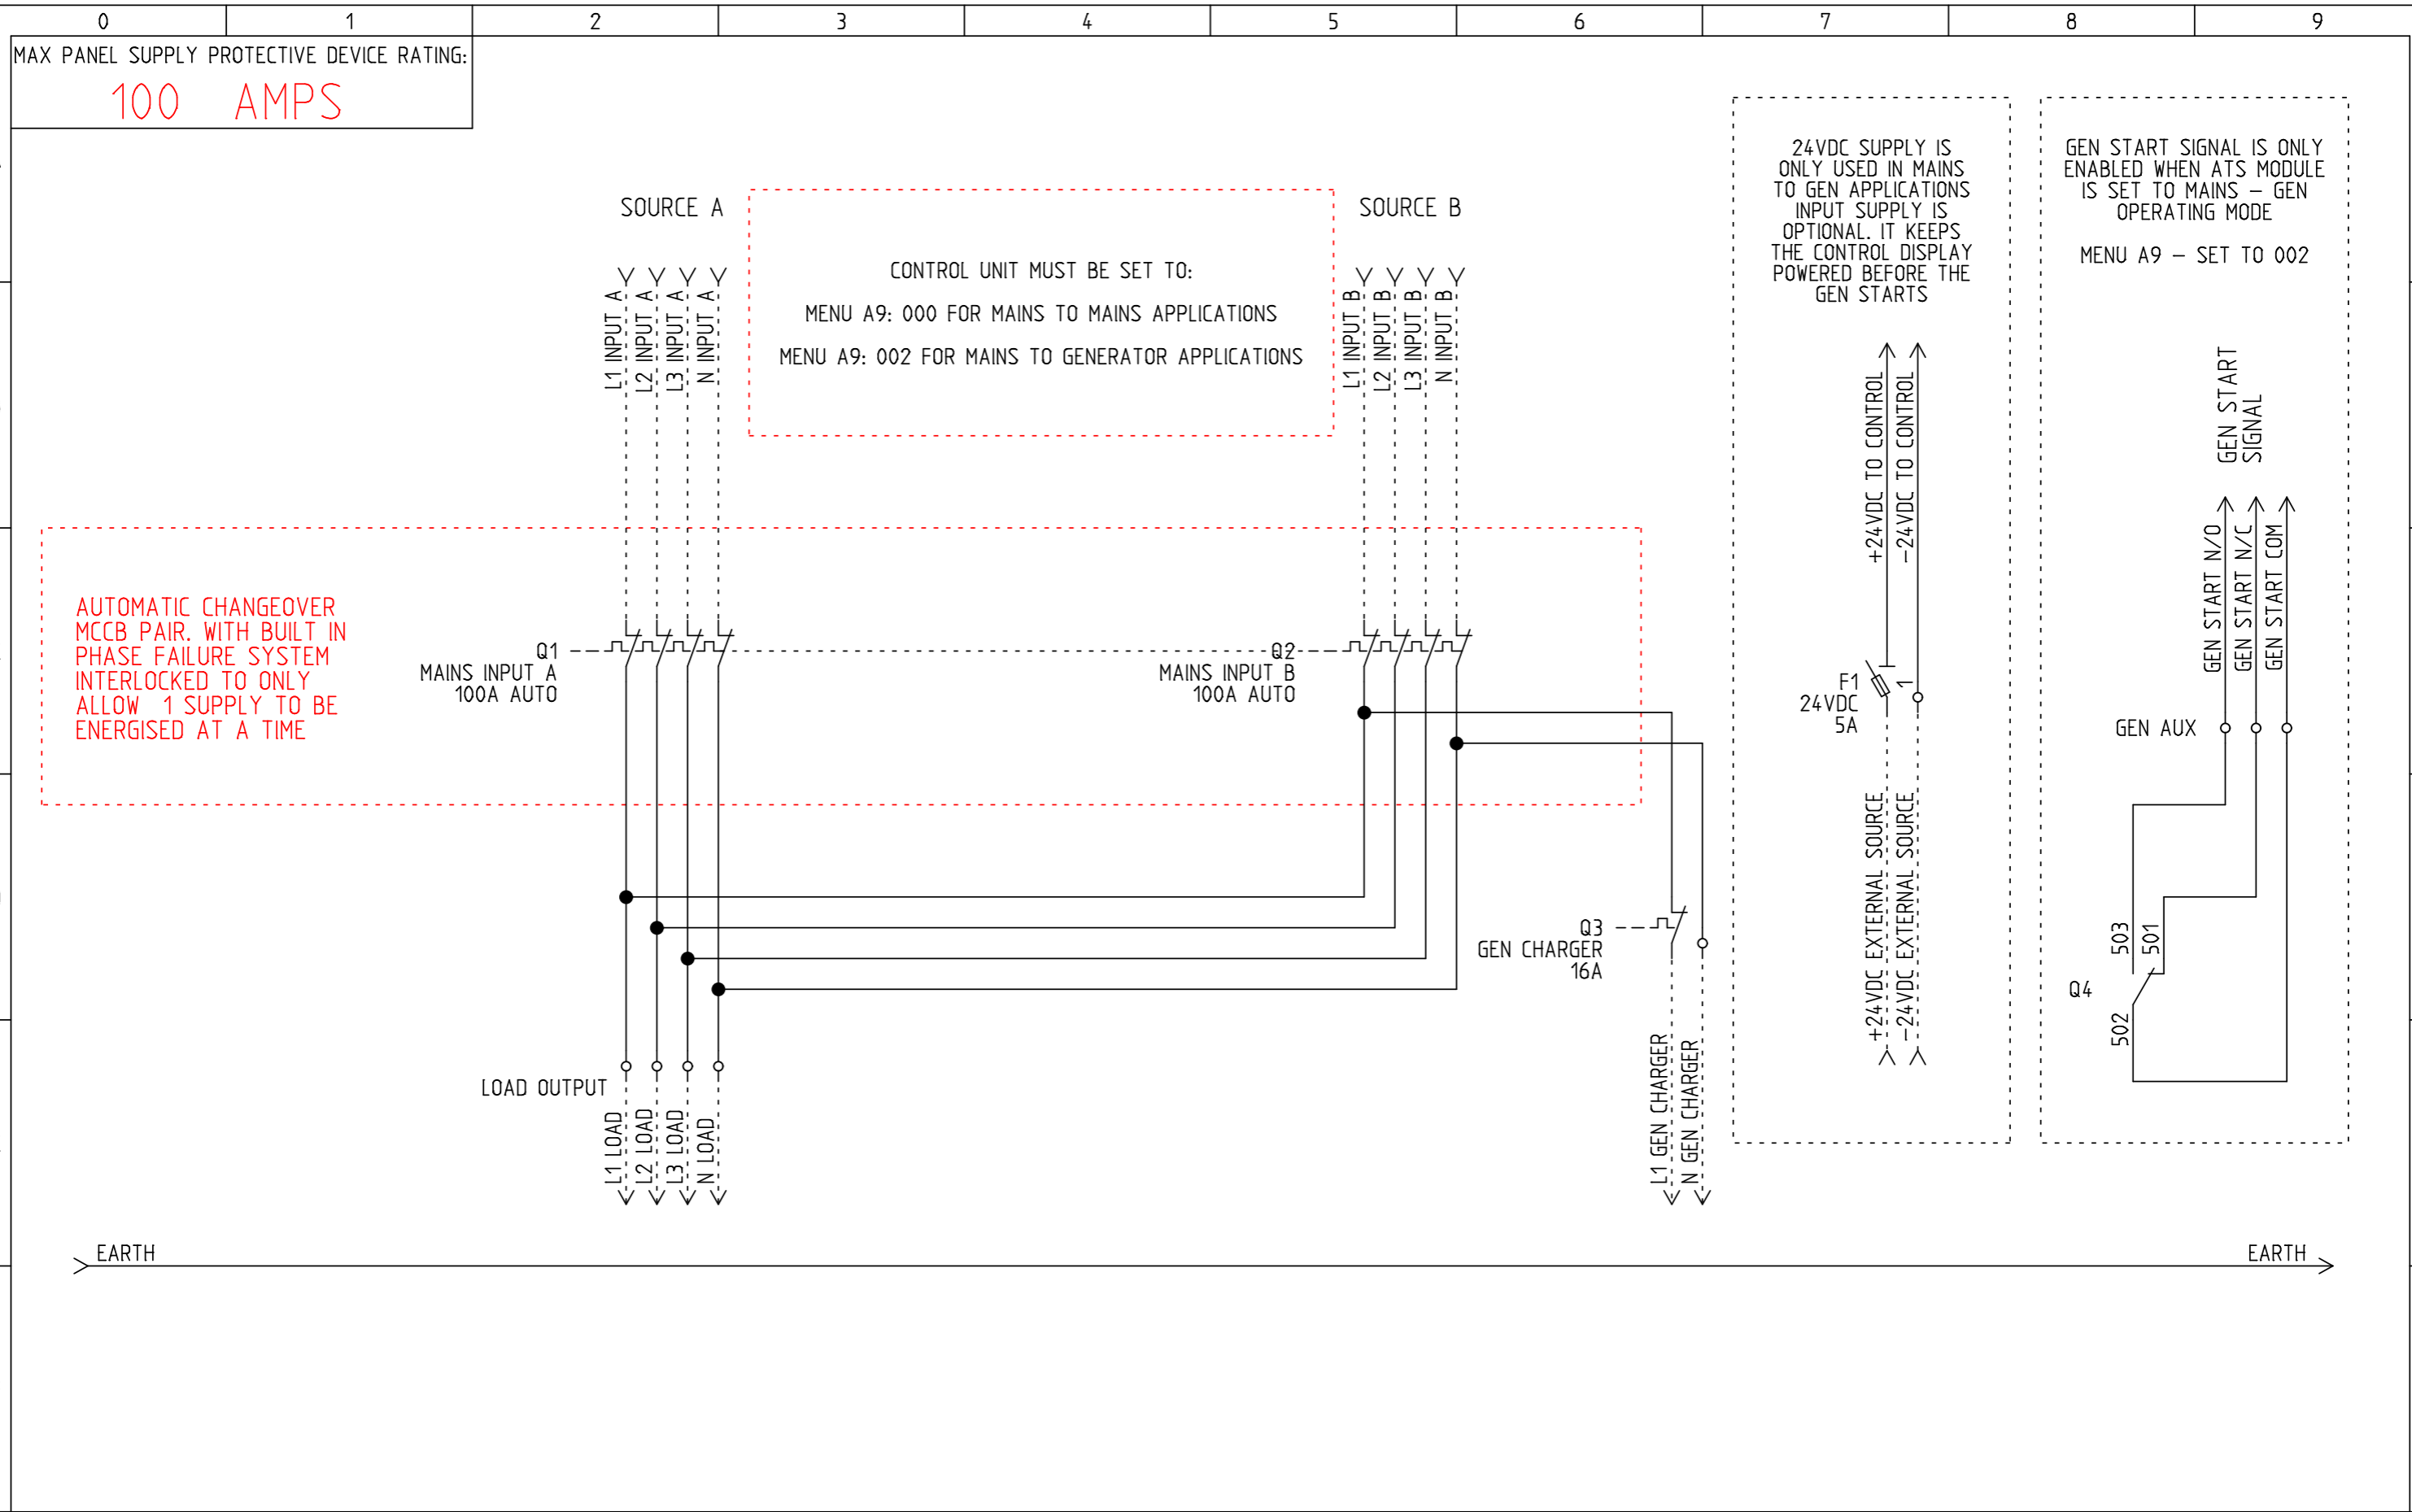 0 1 2 3 4 5 6 7 8 9
MAX PANEL SUPPLY PROTECTIVE DEVICE RATING:
100 AMPS
SOURCE A
L1 INPUT A
L2 INPUT A
L3 INPUT A
N INPUT A
CONTROL UNIT MUST BE SET TO:
MENU A9: 000 FOR MAINS TO MAINS APPLICATIONS
MENU A9: 002 FOR MAINS TO GENERATOR APPLICATIONS
SOURCE B
L1 INPUT B
L2 INPUT B
L3 INPUT B
N INPUT B
24VDC SUPPLY IS
ONLY USED IN MAINS
TO GEN APPLICATIONS
INPUT SUPPLY IS
OPTIONAL. IT KEEPS
THE CONTROL DISPLAY
POWERED BEFORE THE
GEN STARTS
+24VDC TO CONTROL
-24VDC TO CONTROL
F1
24VDC
5A
1
+24VDC EXTERNAL SOURCE
-24VDC EXTERNAL SOURCE
GEN START SIGNAL IS ONLY
ENABLED WHEN ATS MODULE
IS SET TO MAINS – GEN
OPERATING MODE
MENU A9 – SET TO 002
GEN START
SIGNAL
GEN START N/O
GEN START N/C
GEN START COM
GEN AUX
503
501
Q4
502
AUTOMATIC CHANGEOVER
MCCB PAIR. WITH BUILT IN
PHASE FAILURE SYSTEM
INTERLOCKED TO ONLY
ALLOW 1 SUPPLY TO BE
ENERGISED AT A TIME
Q1
MAINS INPUT A
100A AUTO
Q2
MAINS INPUT B
100A AUTO
Q3
GEN CHARGER
16A
LOAD OUTPUT
L1 LOAD
L2 LOAD
L3 LOAD
N LOAD
L1 GEN CHARGER
N GEN CHARGER
EARTH
EARTH